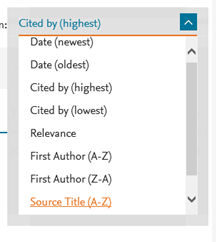 m:
Cited by (highest)
Date (newest)
Date (oldest)
Cited by (highest)
Cited by (lowest)
Relevance
First Author (A-Z)
First Author (Z-A)
Source Title (A-Z)